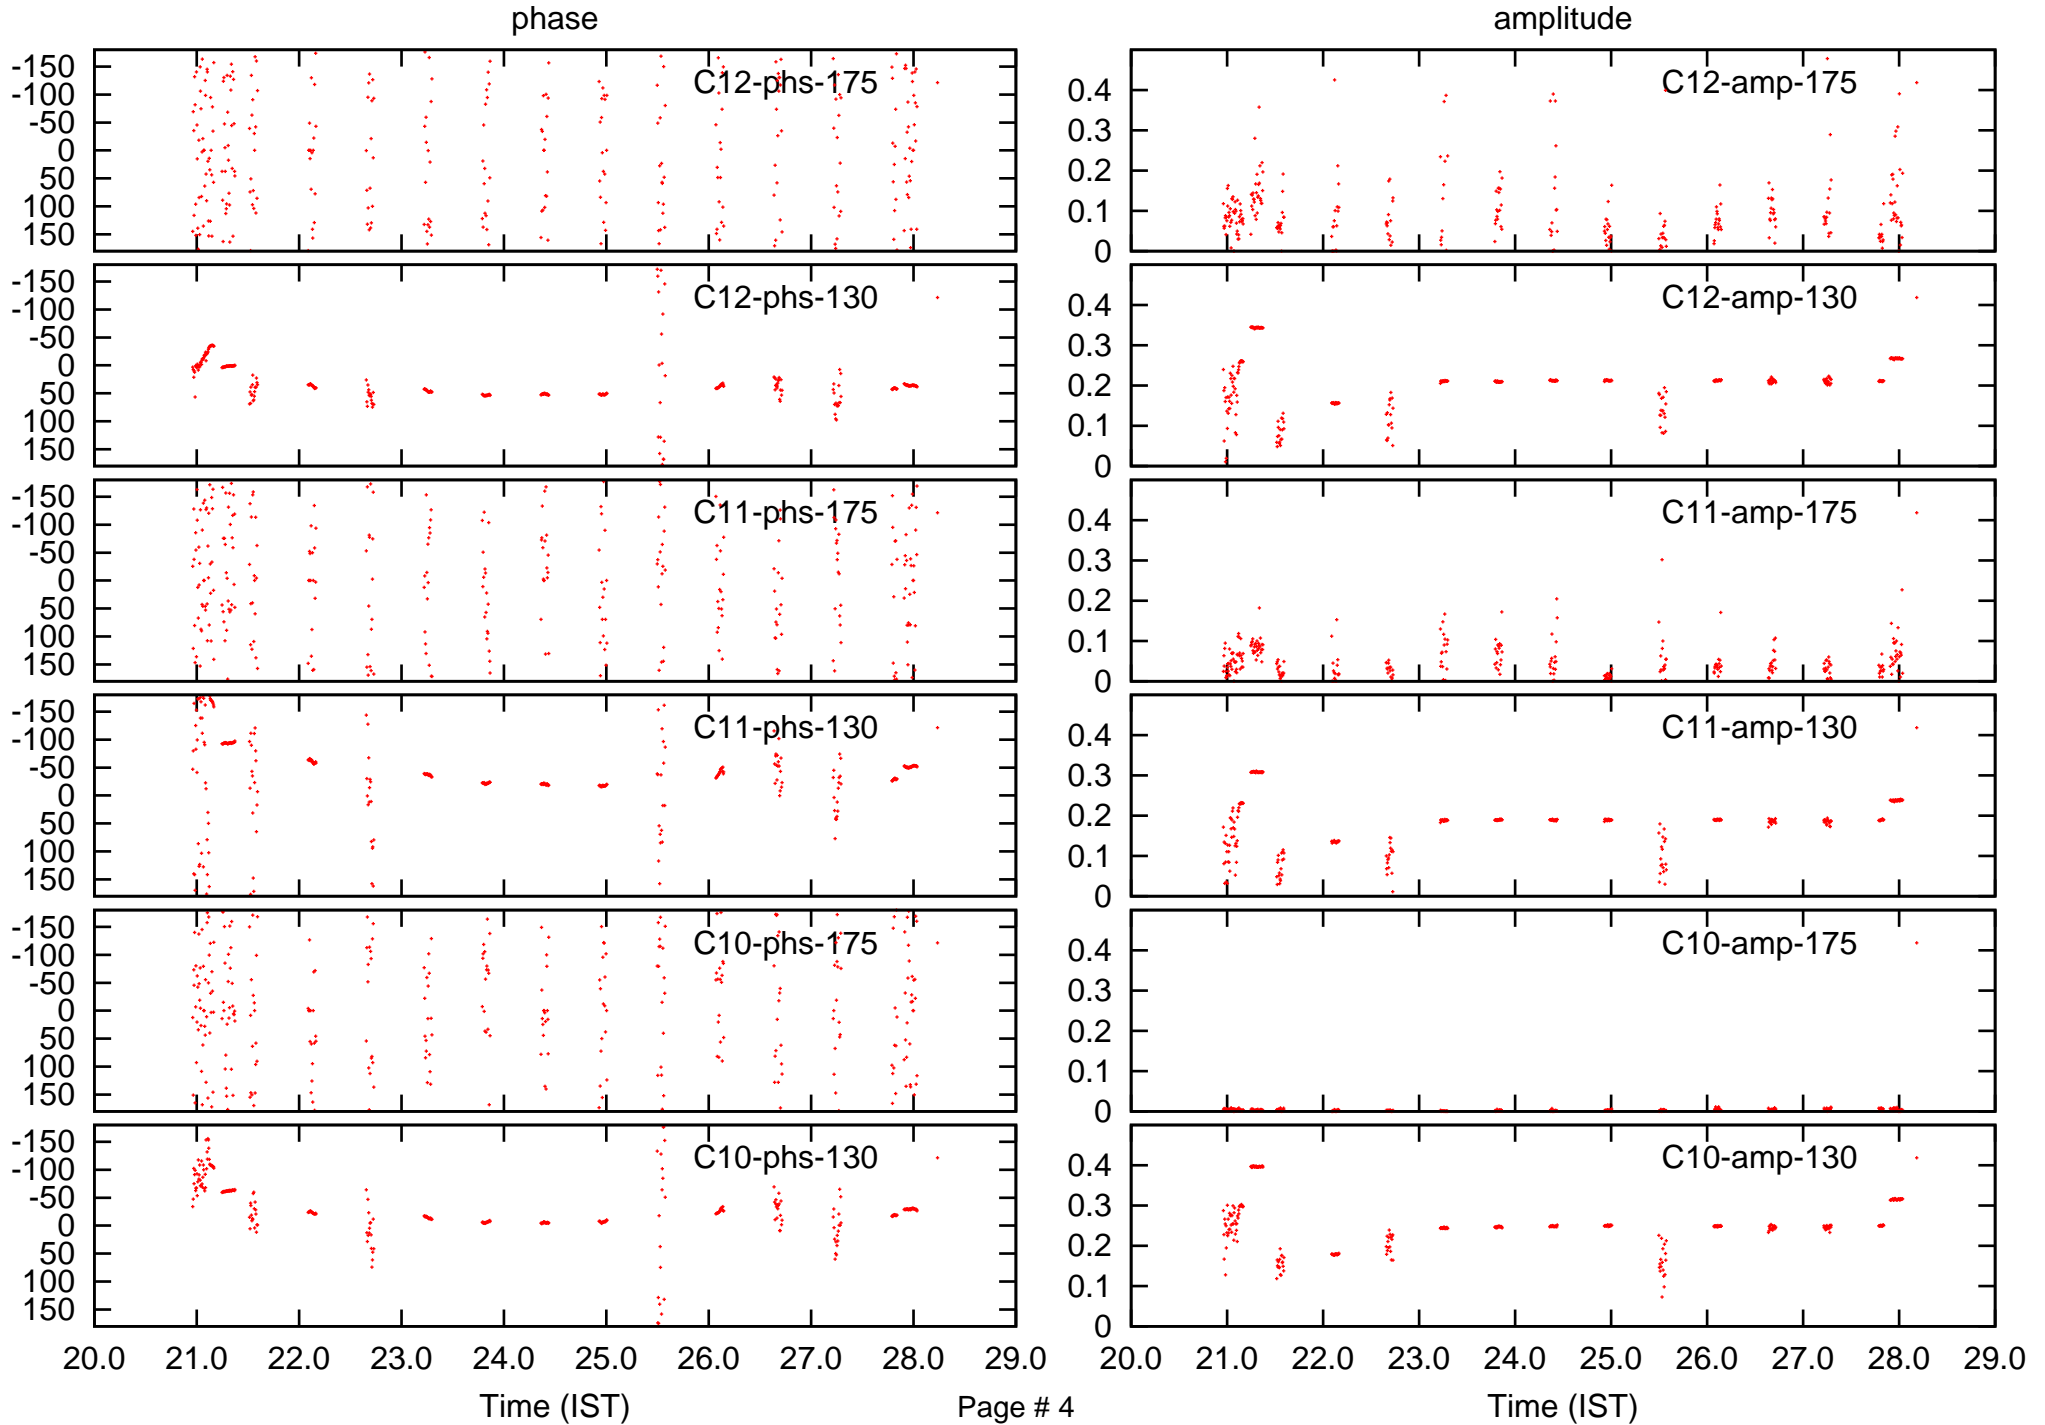 phase amplitude
-150 -100 -50 0 50 100 150 C12-phs-175 0.4 0.3 0.2 0.1 0 C12-amp-175
-150 -100 -50 0 50 100 150 C12-phs-130 0.4 0.3 0.2 0.1 0 C12-amp-130
-150 -100 -50 0 50 100 150 C11-phs-175 0.4 0.3 0.2 0.1 0 C11-amp-175
-150 -100 -50 0 50 100 150 C11-phs-130 0.4 0.3 0.2 0.1 0 C11-amp-130
-150 -100 -50 0 50 100 150 C10-phs-175 0.4 0.3 0.2 0.1 0 C10-amp-175
-150 -100 -50 0 50 100 150 C10-phs-130 0.4 0.3 0.2 0.1 0 C10-amp-130
20.0 21.0 22.0 23.0 24.0 25.0 26.0 27.0 28.0 29.0 20.0 21.0 22.0 23.0 24.0 25.0 26.0 27.0 28.0 29.0
Time (IST) Page # 4 Time (IST)